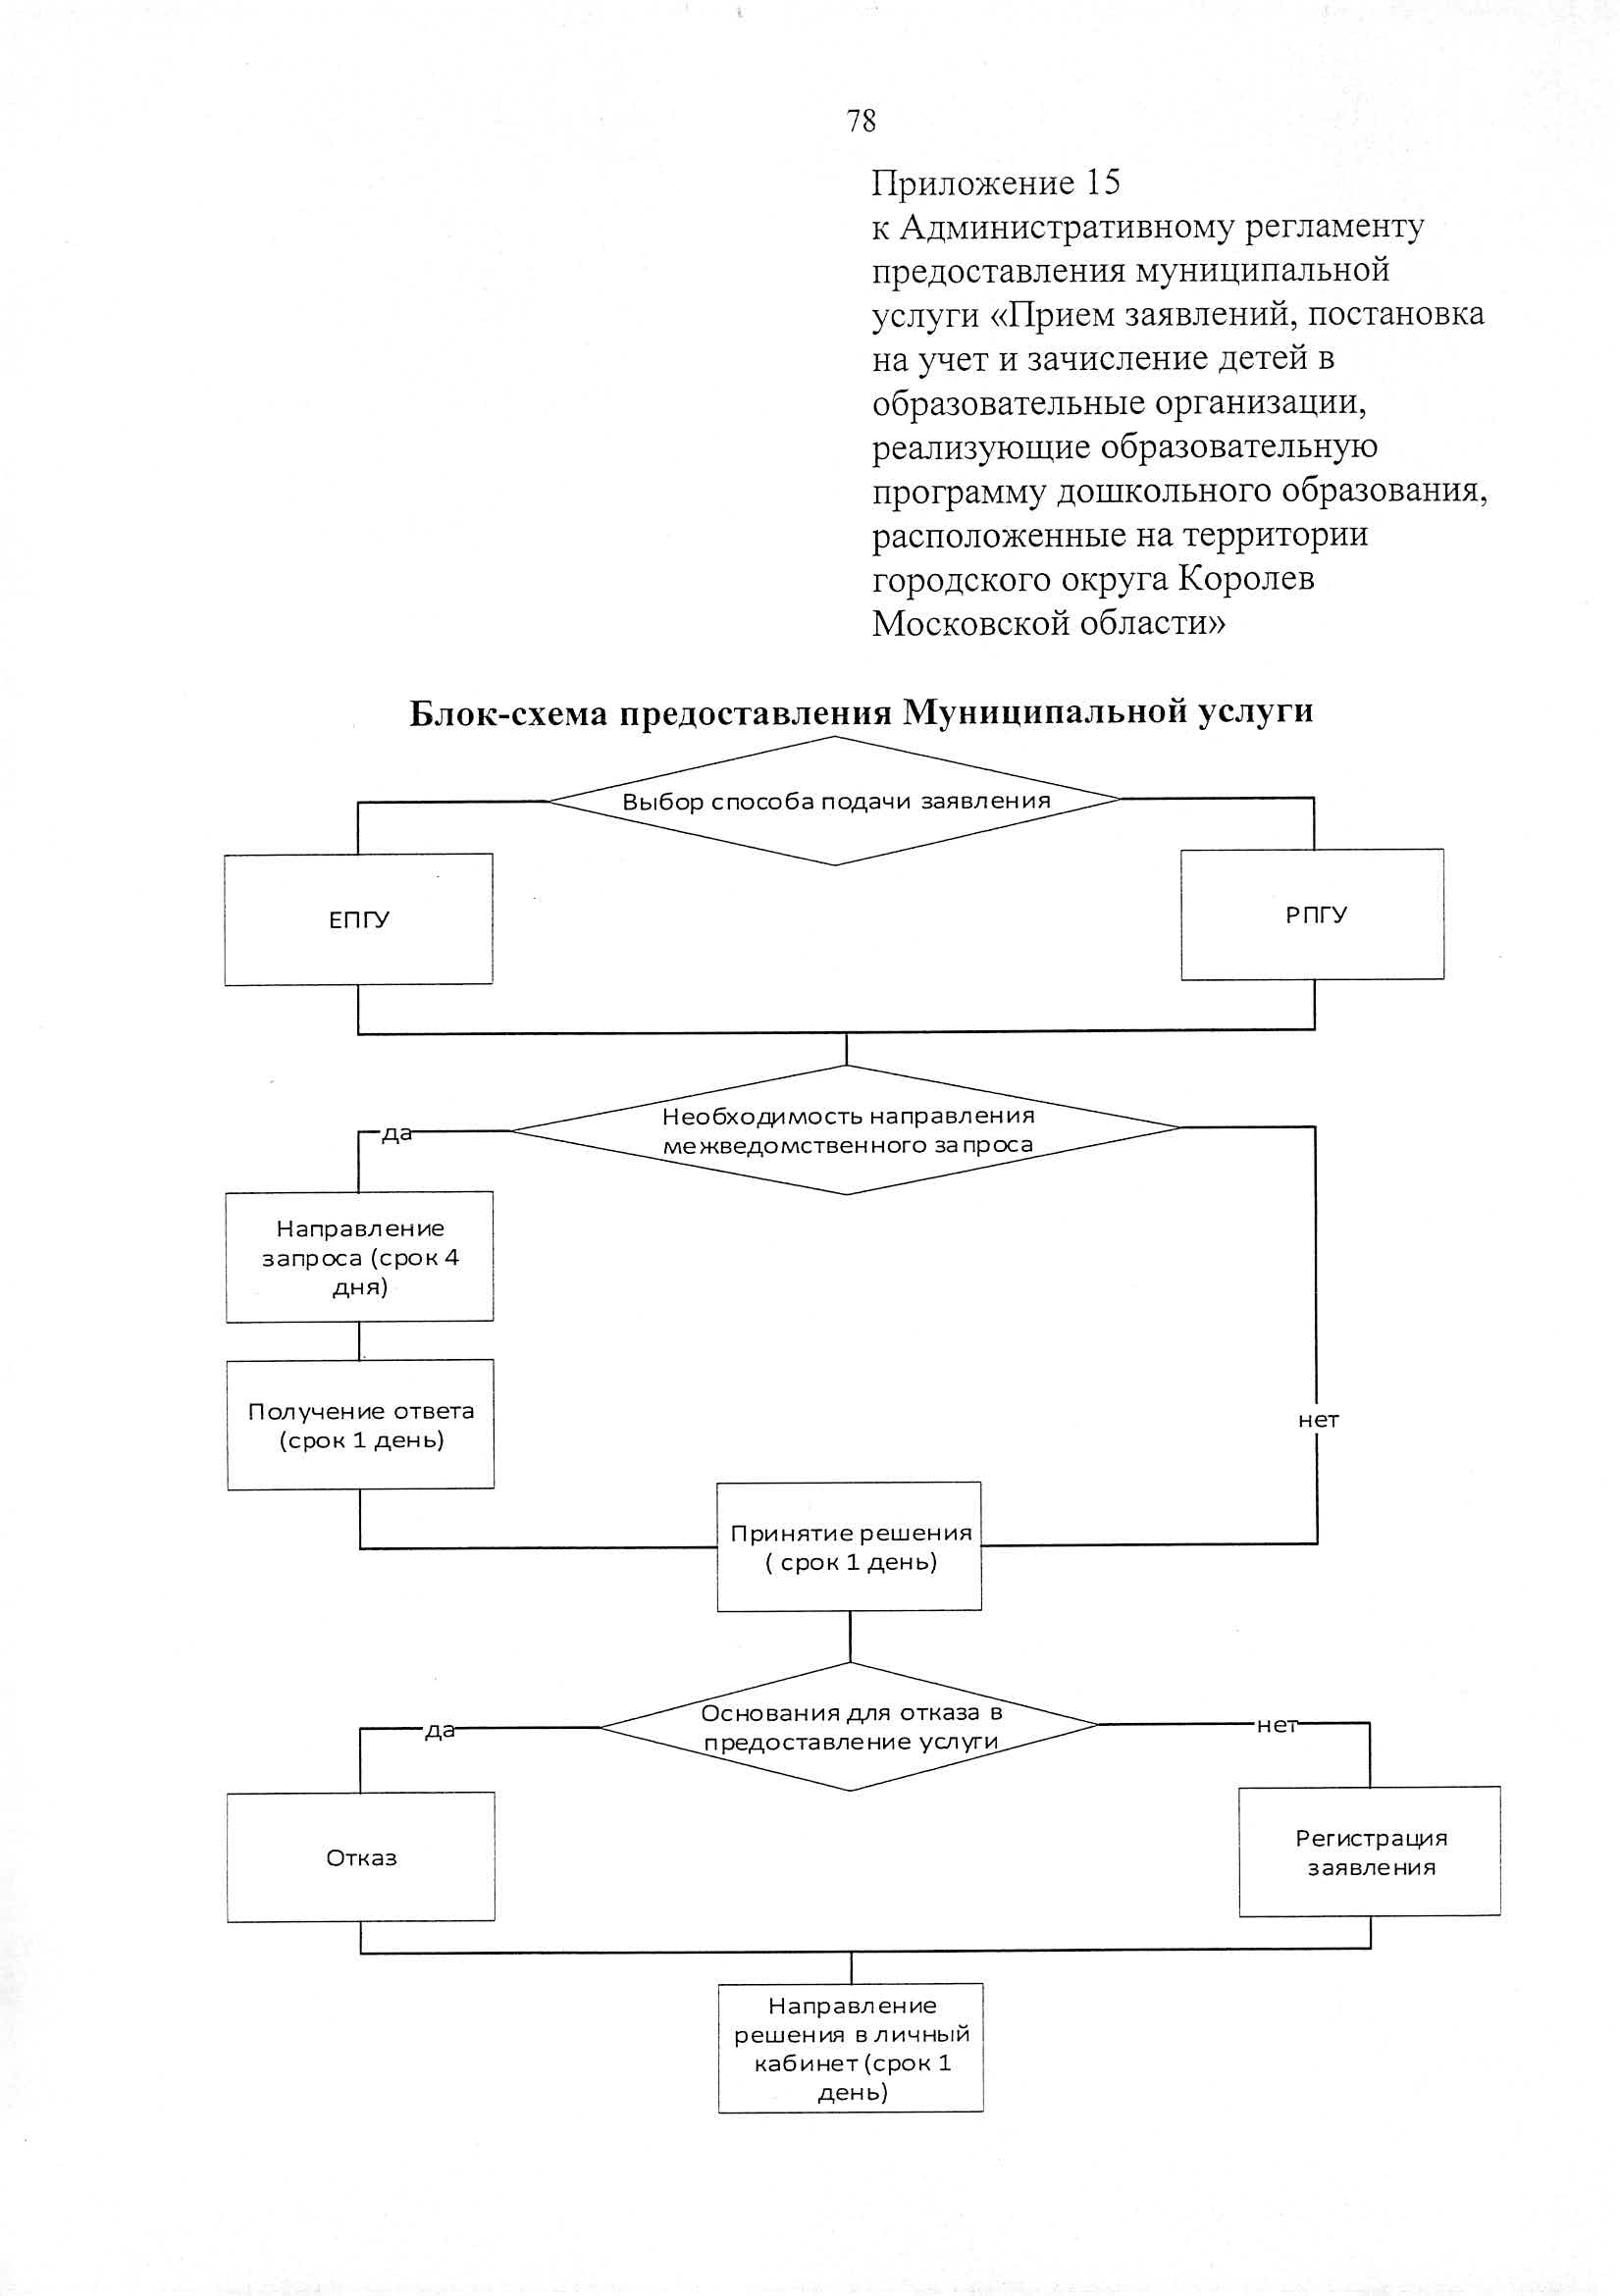 78
Приложение 15
к Административному регламенту
предоставления муниципальной
услуги «Прием заявлений, постановка
на учет и зачисление детей в
образовательные организации,
реализующие образовательную
программу дошкольного образования,
расположенные на территории
городского округа Королев
Московской области»
Блок-схема предоставления Муниципальной услуги
Выбор способа подачи заявления
ЕПГУ
РПГУ
Необходимость направления
межведомственного запроса
да
Направление
запроса (срок 4
дня)
Получение ответа
(срок 1 день)
нет
Принятие решения
( срок 1 день)
Основания для отказа в
предоставление услуги
да
нет
Отказ
Регистрация
заявления
Направление
решения в личный
кабинет (срок 1
день)